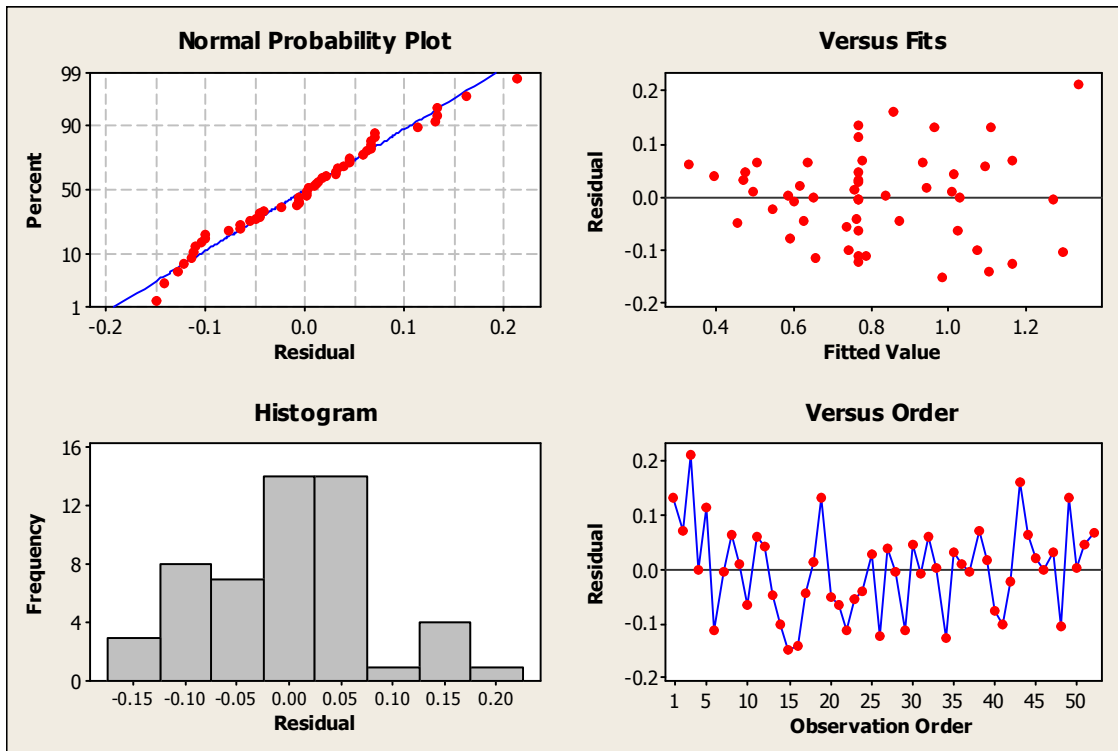 Normal Probability Plot
99
90
50
10
1
Percent
-0.2 -0.1 0.0 0.1 0.2
Residual
Versus Fits
0.2
0.1
0.0
-0.1
-0.2
Residual
0.4 0.6 0.8 1.0 1.2
Fitted Value
Histogram
16
12
8
4
0
Frequency
-0.15 -0.10 -0.05 0.00 0.05 0.10 0.15 0.20
Residual
Versus Order
0.2
0.1
0.0
-0.1
-0.2
Residual
1 5 10 15 20 25 30 35 40 45 50
Observation Order